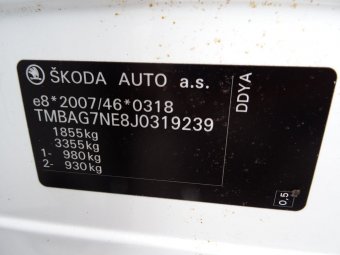 ŠKODA AUTO a.s.
e8*2007/46*0318
TMBAG7NE8J0319239
1855kg
3355kg
1- 980kg
2- 930kg
DDYA
0,5